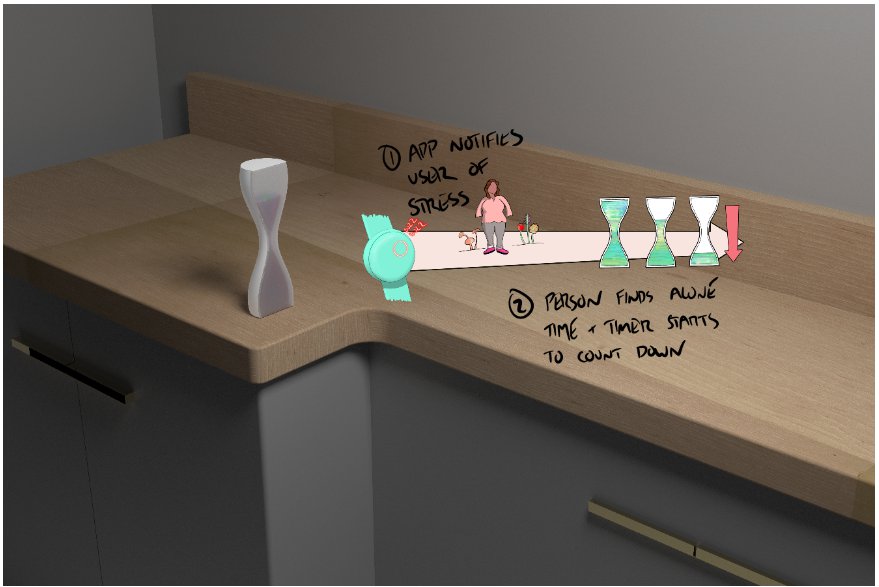 ① APP NOTIFIES
USER OF
STRESS
② PERSON FINDS ALONE
TIME + TIMER STARTS
TO COUNT DOWN